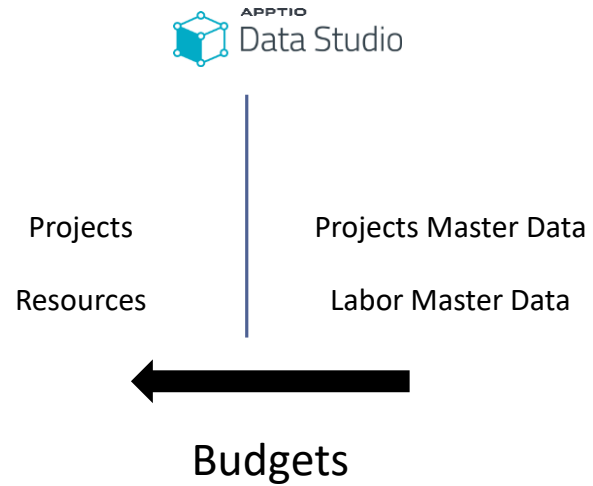 APPTIO
Data Studio
Projects
Projects Master Data
Resources
Labor Master Data
Budgets